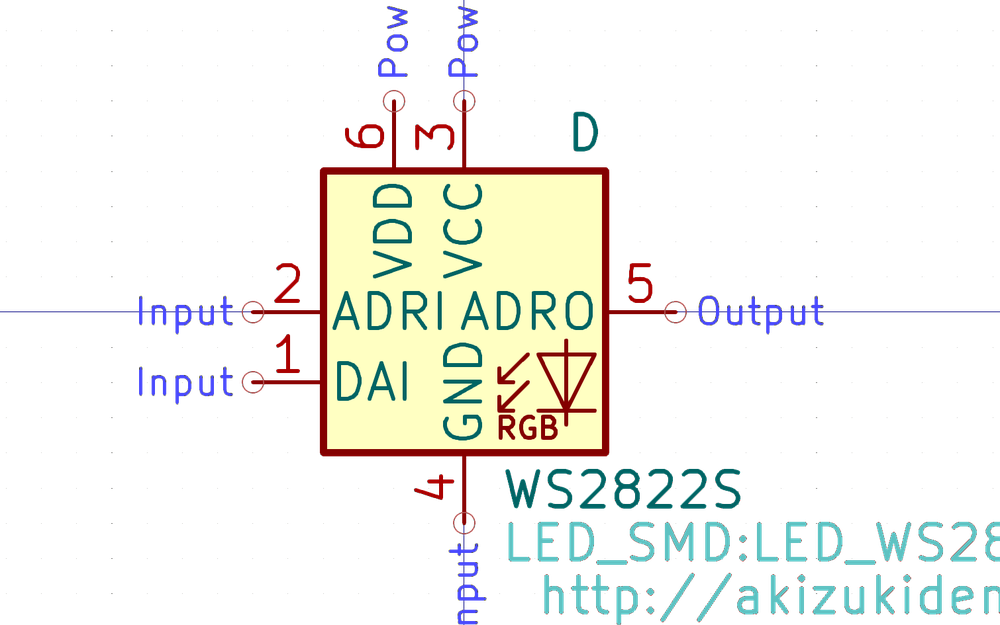 Pow Pow
6 3 D
VDD VCC
Input 2 ADRI ADRO 5 Output
Input 1 DAI GND RGB
4 WS2822S
LED_SMD:LED_WS28
nput http://akizukiden